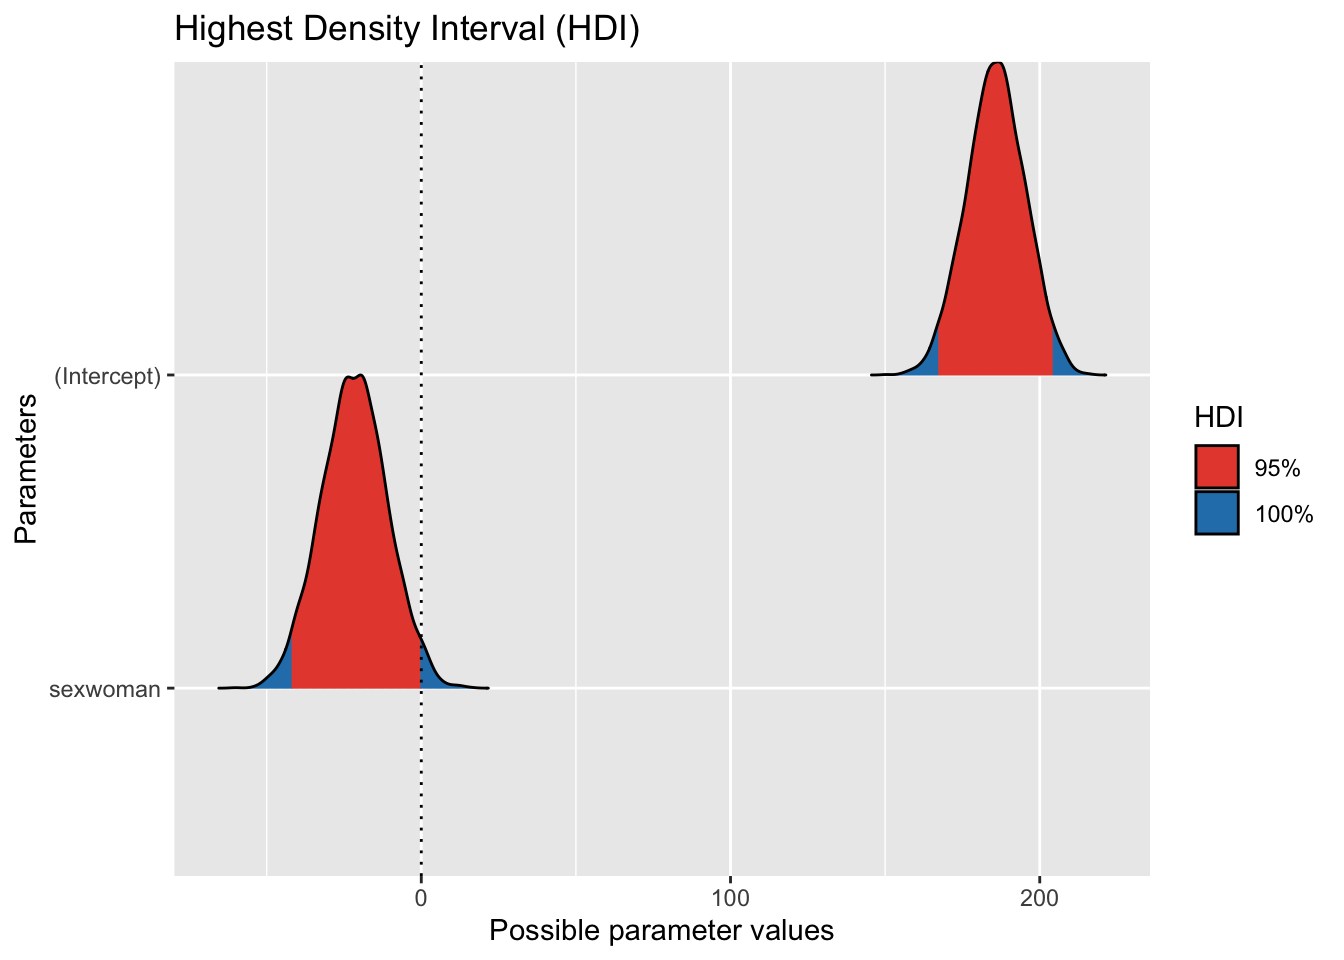 Highest Density Interval (HDI)
(Intercept)
sexwoman
Parameters
0
100
200
Possible parameter values
HDI
95%
100%